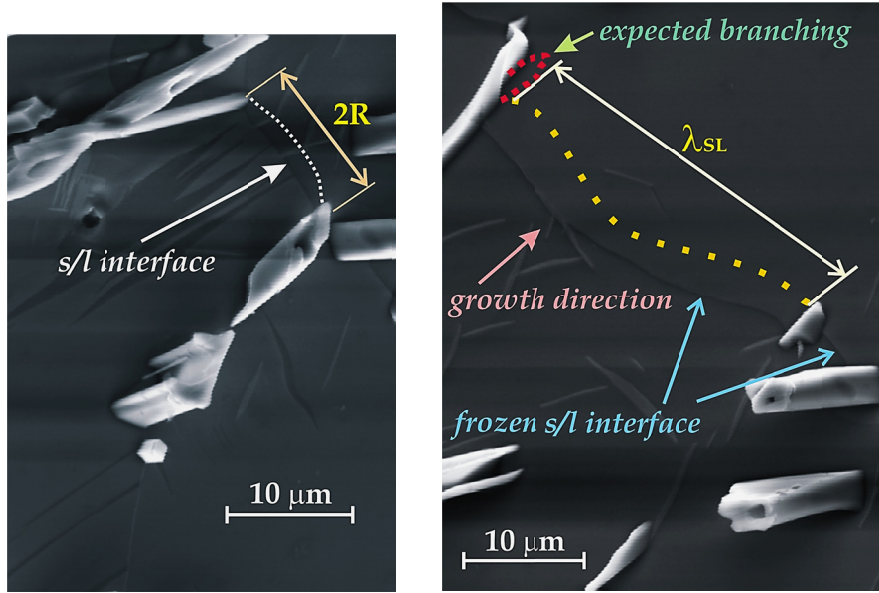 2R
s/l interface
10 μm
expected branching
λSL
growth direction
frozen s/l interface
10 μm